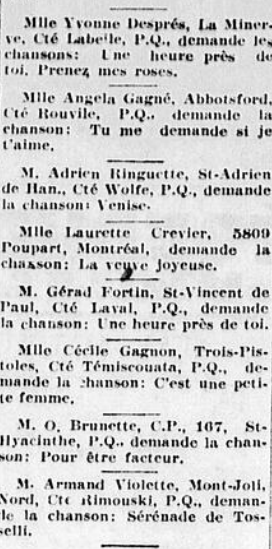 Mlle Yvonne Després, La Miner-
ve, Cté Labelle, P.Q., demande les
chansons: Une heure près de
toi. Prenez mes roses.
Mlle Angela Gagné, Abbotsford,
Cté Rouvile, P.Q., demande la
chanson: Tu me demande si je
t'aime.
M. Adrien Ringuette, St-Adrien
de Han., Cté Wolfe, P.Q., demande
la chanson: Venise.
Mlle Laurette Crevier, 5809
Poupart, Montréal, demande la
chanson: La veuve joyeuse.
M. Gérad Fortin, St-Vincent de
Paul, Cté Laval, P.Q., demande
la chanson: Une heure près de toi.
Mlle Cécile Gagnon, Trois-Pis-
toles, Cté Témiscouata, P.Q., de-
mande la chanson: C'est une peti-
te femme.
M. O. Brunette, C.P., 167, St-
Hyacinthe, P.Q., demande la chan-
son: Pour être facteur.
M. Armand Violette, Mont-Joli,
Nord, Cté Rimouski, P.Q., deman-
de la chanson: Sérénade de Tos-
selli.